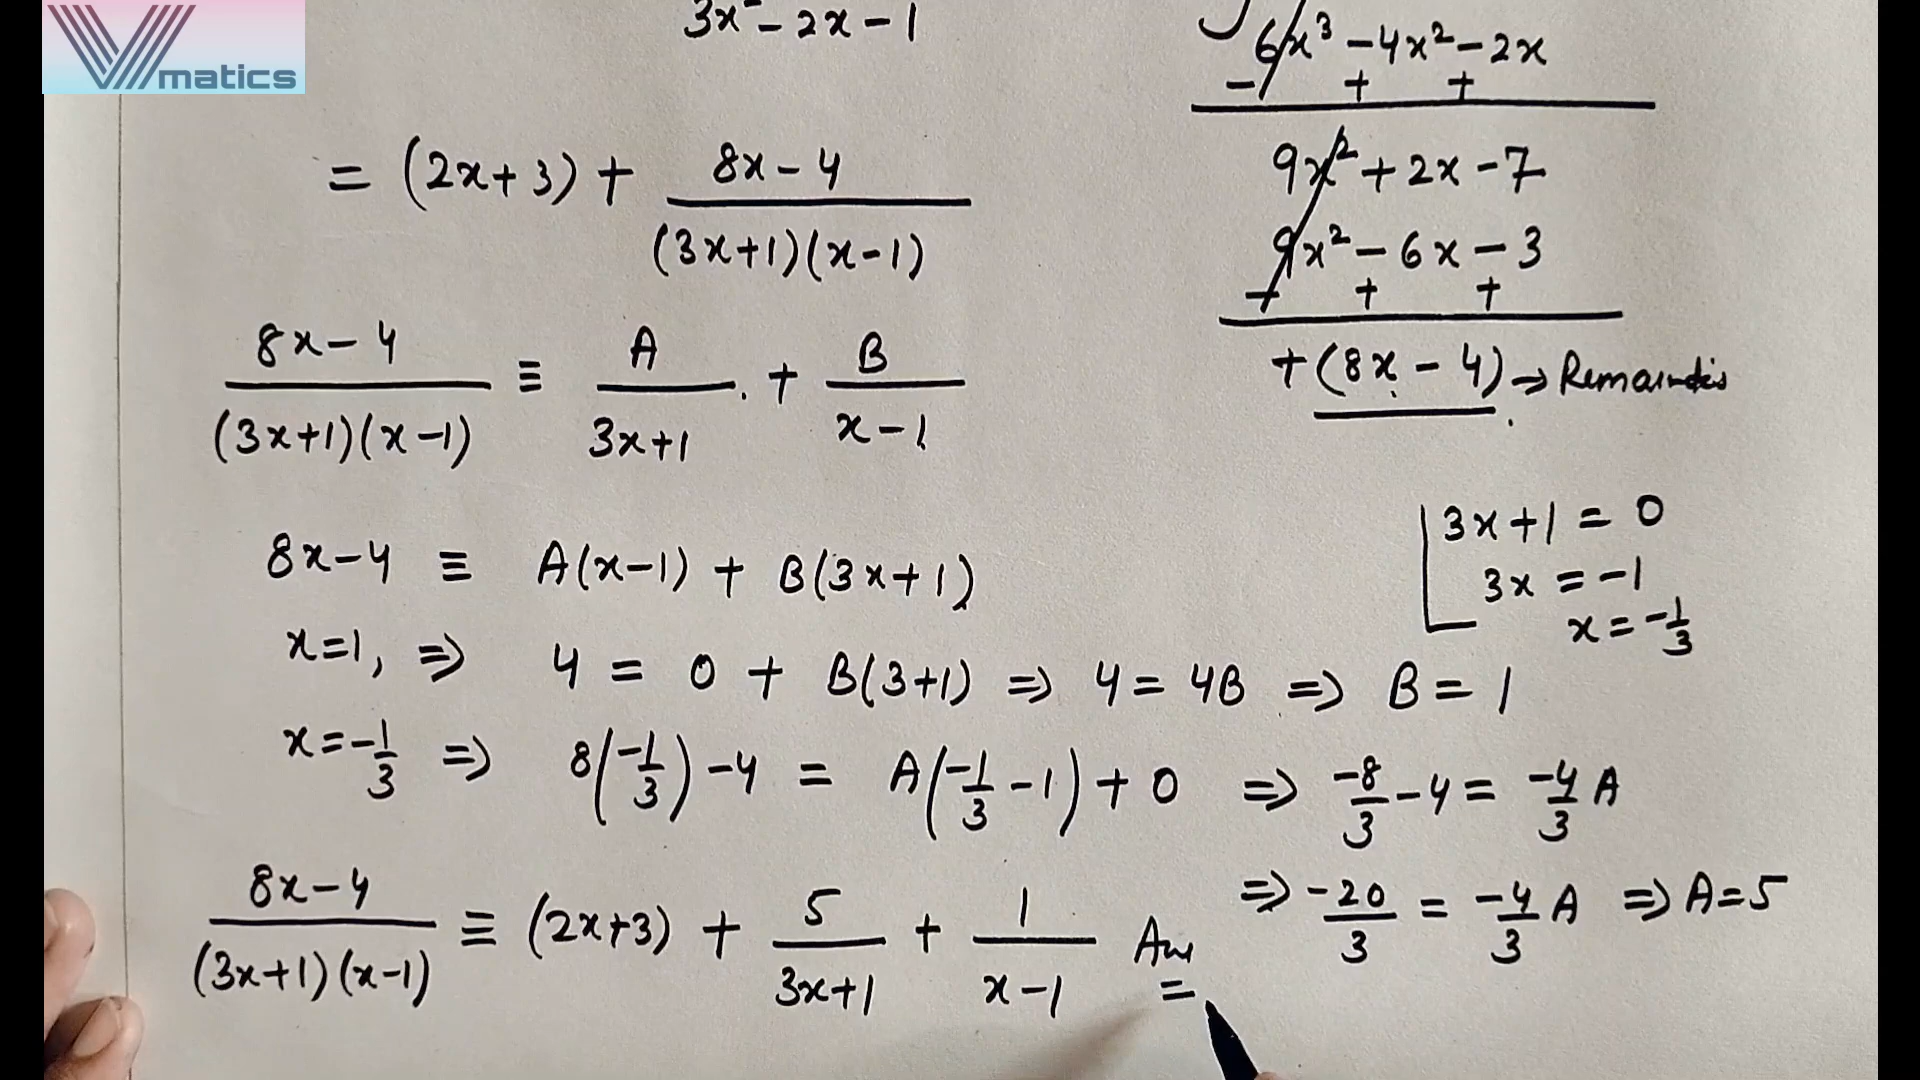 Vmatics
3x² - 2x - 1
6x³ - 4x² - 2x
- + +
9x² + 2x - 7
= (2x+3) + (8x - 4)/((3x+1)(x-1))
9x² - 6x - 3
- + +
+(8x - 4) → Remainder
(8x - 4)/((3x+1)(x-1)) ≡ A/(3x+1) + B/(x-1)
3x+1 = 0
3x = -1
x = -1/3
8x-4 ≡ A(x-1) + B(3x+1)
x=1, ⇒ 4 = 0 + B(3+1) ⇒ 4 = 4B ⇒ B = 1
x=-1/3 ⇒ 8(-1/3) -4 = A(-1/3 -1) + 0 ⇒ -8/3 -4 = -4/3 A
⇒ -20/3 = -4/3 A ⇒ A=5
(8x-4)/((3x+1)(x-1)) ≡ (2x+3) + 5/(3x+1) + 1/(x-1) Ans
=